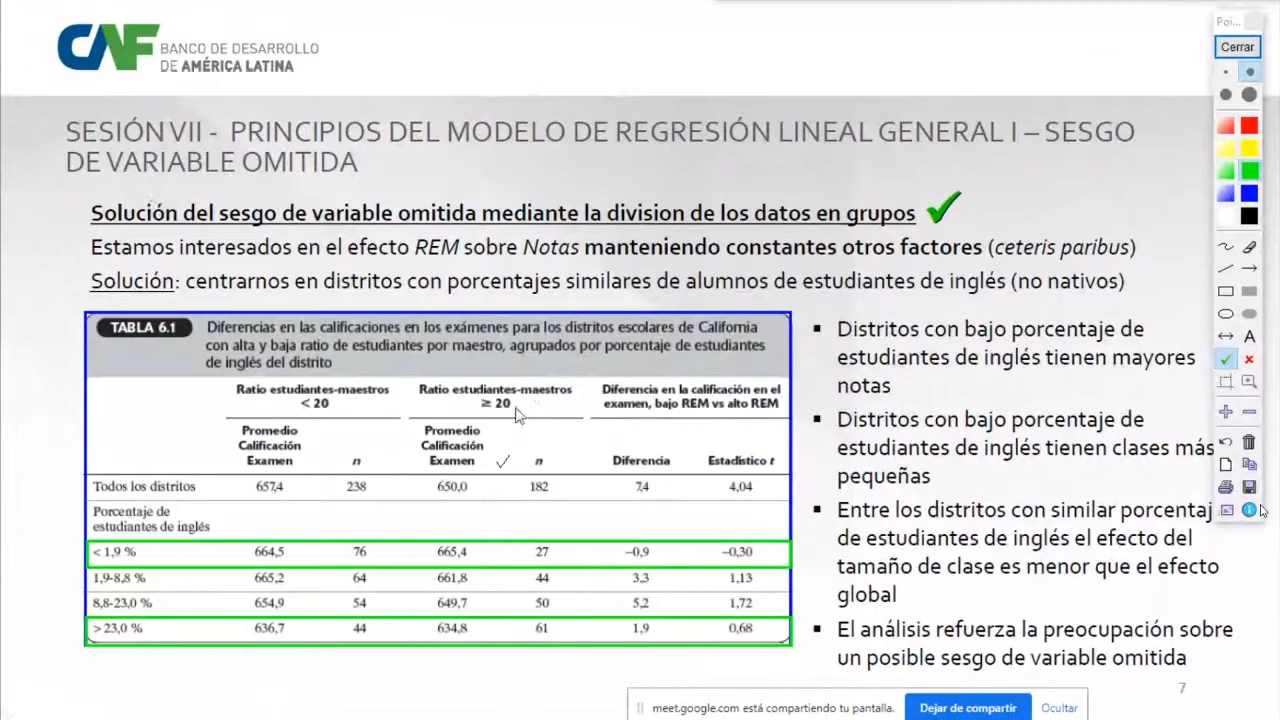 CAF BANCO DE DESARROLLO
DE AMÉRICA LATINA
Poi...
Cerrar
SESIÓN VII - PRINCIPIOS DEL MODELO DE REGRESIÓN LINEAL GENERAL I – SESGO
DE VARIABLE OMITIDA
Solución del sesgo de variable omitida mediante la division de los datos en grupos
Estamos interesados en el efecto REM sobre Notas manteniendo constantes otros factores (ceteris paribus)
Solución: centrarnos en distritos con porcentajes similares de alumnos de estudiantes de inglés (no nativos)
TABLA 6.1 Diferencias en las calificaciones en los exámenes para los distritos escolares de California
con alta y baja ratio de estudiantes por maestro, agrupados por porcentaje de estudiantes
de inglés del distrito
Ratio estudiantes-maestros Ratio estudiantes-maestros Diferencia en la calificación en el
< 20 ≥ 20 examen, bajo REM vs alto REM
Promedio Promedio
Calificación Calificación
Examen n Examen n Diferencia Estadístico t
Todos los distritos 657,4 238 650,0 182 7,4 4,04
Porcentaje de
estudiantes de inglés
< 1,9 % 664,5 76 665,4 27 –0,9 –0,30
1,9-8,8 % 665,2 64 661,8 44 3,3 1,13
8,8-23,0 % 654,9 54 649,7 50 5,2 1,72
> 23,0 % 636,7 44 634,8 61 1,9 0,68
▪ Distritos con bajo porcentaje de
estudiantes de inglés tienen mayores
notas
▪ Distritos con bajo porcentaje de
estudiantes de inglés tienen clases más
pequeñas
▪ Entre los distritos con similar porcentaj
de estudiantes de inglés el efecto del
tamaño de clase es menor que el efecto
global
▪ El análisis refuerza la preocupación sobre
un posible sesgo de variable omitida
7
A
meet.google.com está compartiendo tu pantalla. Dejar de compartir Ocultar